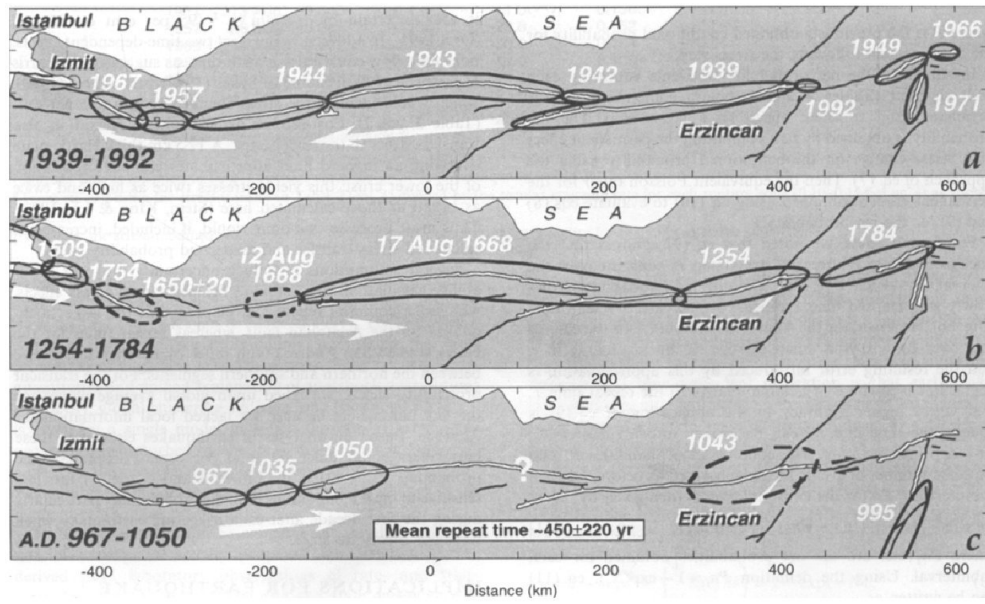 Istanbul B L A C K S E A 1966
Izmit 1967 1957 1944 1943 1942 1939 1949
1992 1971
Erzincan
1939-1992 a
-400 -200 0 200 400 600
Istanbul B L A C K S E A
1509 1754 1650±20 12 Aug 1668 17 Aug 1668 1254 1784
Erzincan
1254-1784 b
-400 -200 0 200 400 600
Istanbul B L A C K S E A
Izmit 967 1035 1050 ? 1043
Erzincan 995
A.D. 967-1050 Mean repeat time ~450±220 yr c
-400 -200 0 200 400 600
Distance (km)